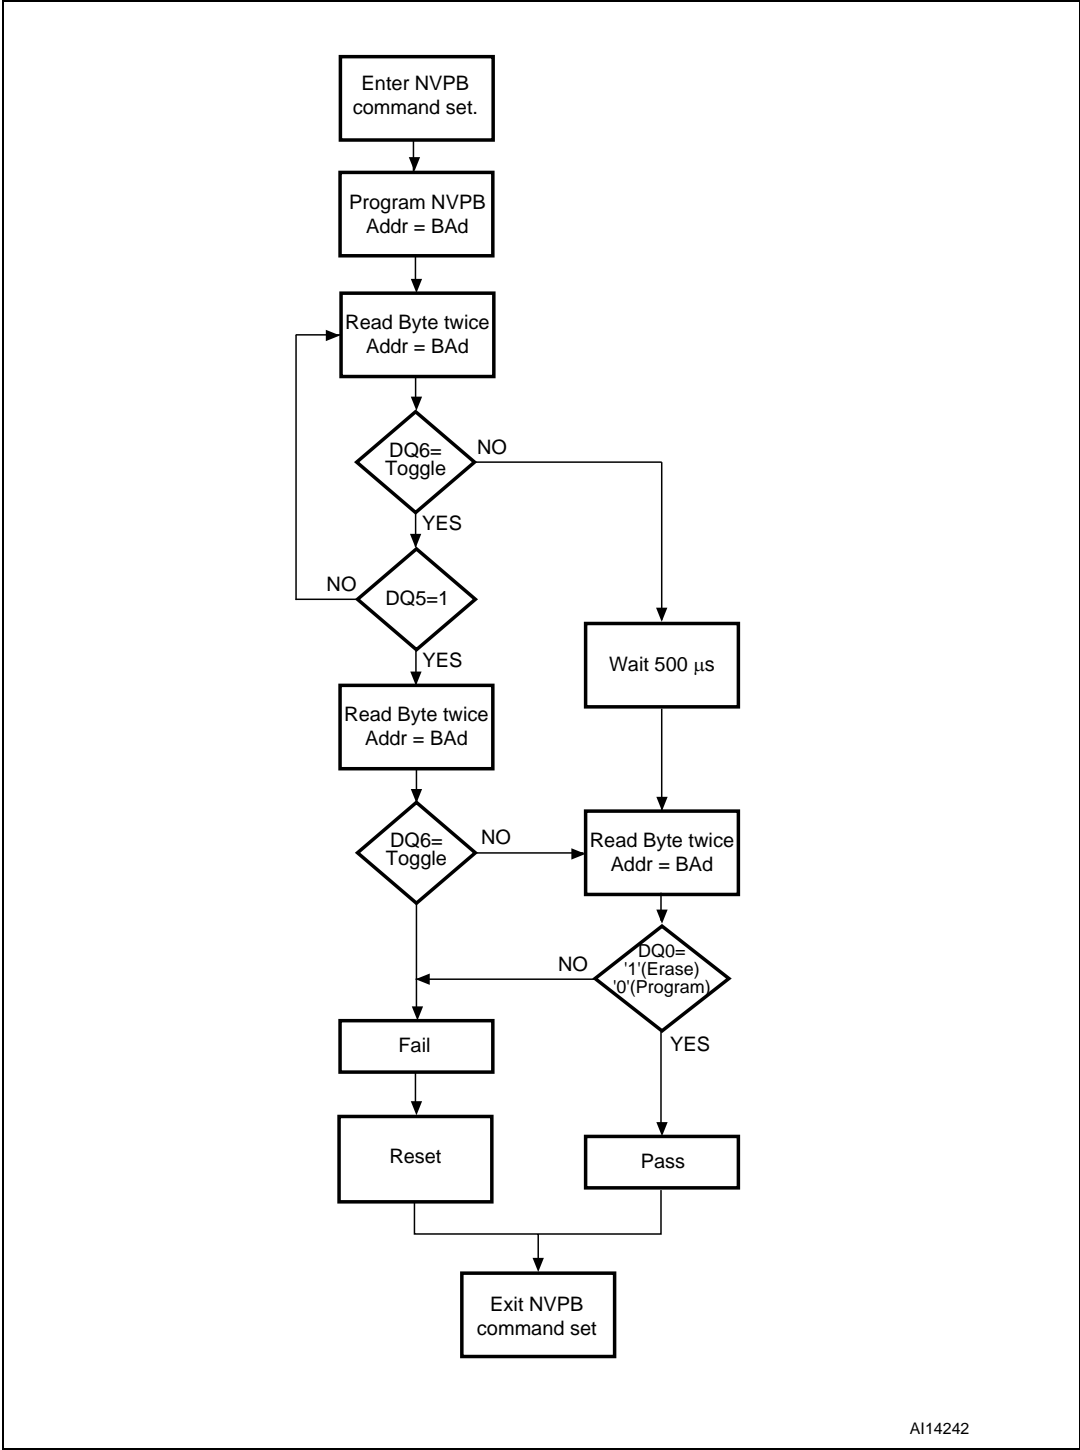 Enter NVPB
command set.
Program NVPB
Addr = BAd
Read Byte twice
Addr = BAd
DQ6=
Toggle
NO
YES
NO
DQ5=1
YES
Wait 500 μs
Read Byte twice
Addr = BAd
DQ6=
Toggle
NO
Read Byte twice
Addr = BAd
DQ0=
'1'(Erase)
'0'(Program)
NO
YES
Fail
Reset
Pass
Exit NVPB
command set
AI14242